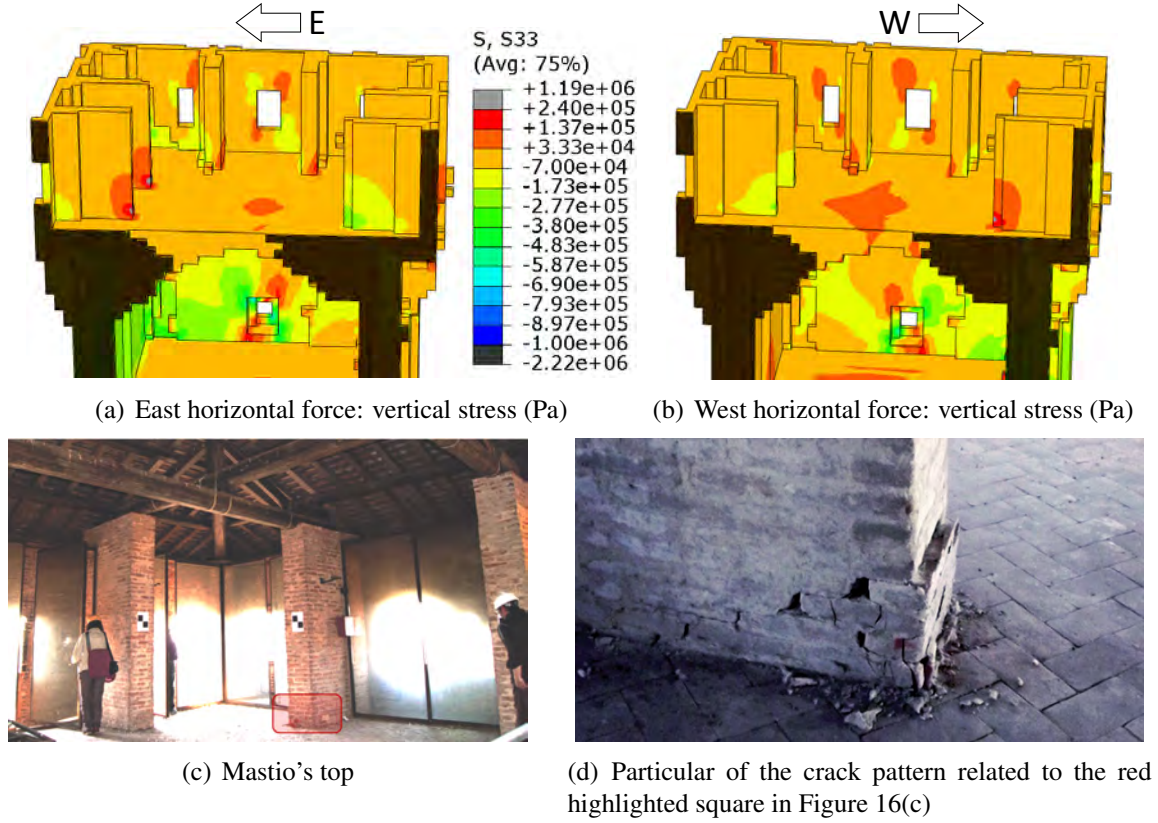 E
W
S, S33
(Avg: 75%)
+1.19e+06
+2.40e+05
+1.37e+05
+3.33e+04
-7.00e+04
-1.73e+05
-2.77e+05
-3.80e+05
-4.83e+05
-5.87e+05
-6.90e+05
-7.93e+05
-8.97e+05
-1.00e+06
-2.22e+06
(a) East horizontal force: vertical stress (Pa)
(b) West horizontal force: vertical stress (Pa)
(c) Mastio's top
(d) Particular of the crack pattern related to the red
highlighted square in Figure 16(c)